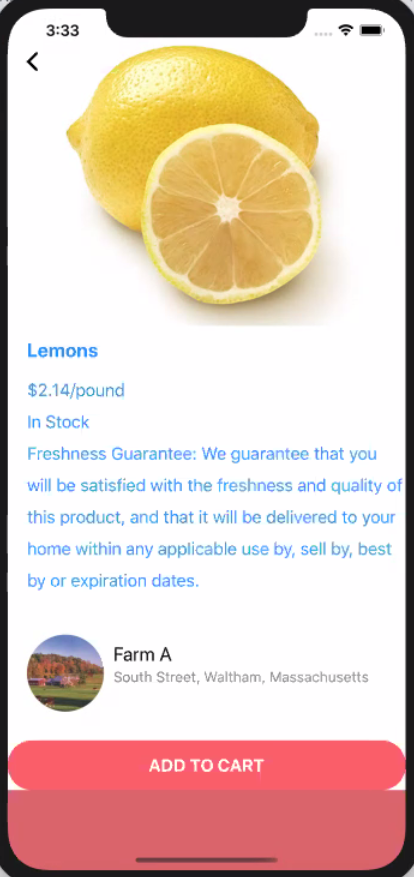 3:33
Lemons
$2.14/pound
In Stock
Freshness Guarantee: We guarantee that you
will be satisfied with the freshness and quality of
this product, and that it will be delivered to your
home within any applicable use by, sell by, best
by or expiration dates.
Farm A
South Street, Waltham, Massachusetts
ADD TO CART